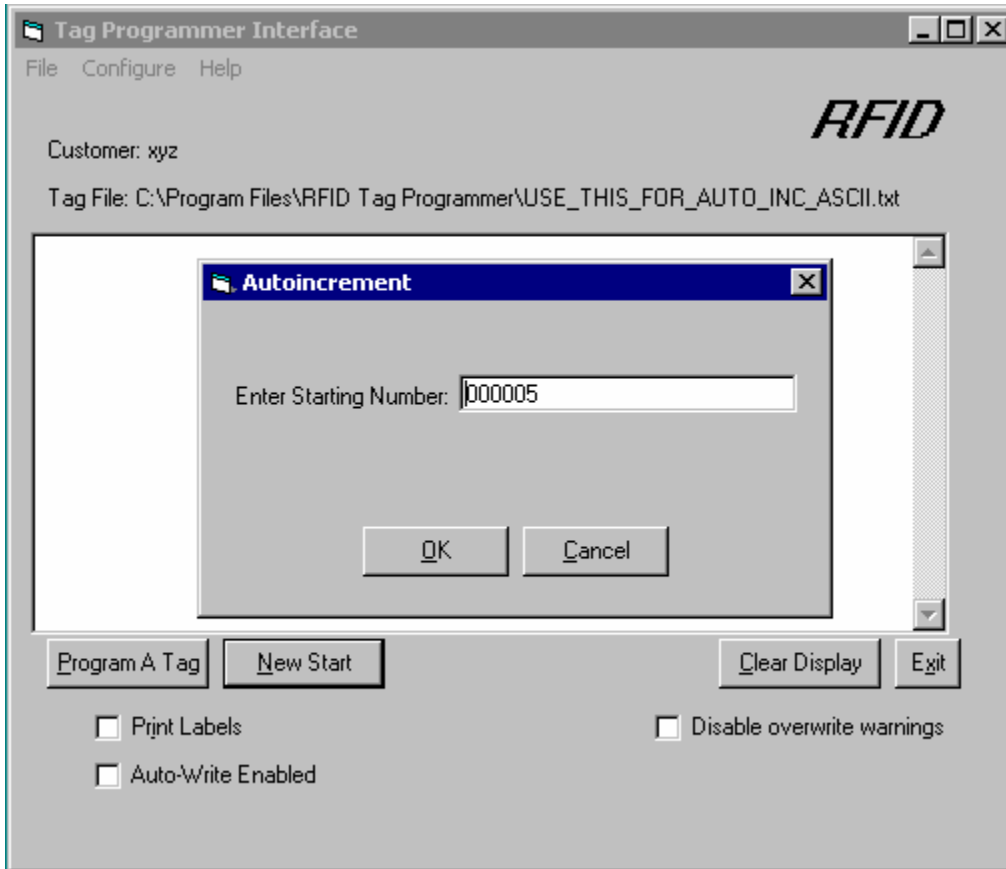 Tag Programmer Interface
File Configure Help
RFID
Customer: xyz
Tag File: C:\Program Files\RFID Tag Programmer\USE_THIS_FOR_AUTO_INC_ASCII.txt
Autoincrement
Enter Starting Number: 000005
OK Cancel
Program A Tag New Start Clear Display Exit
Print Labels Disable overwrite warnings
Auto-Write Enabled